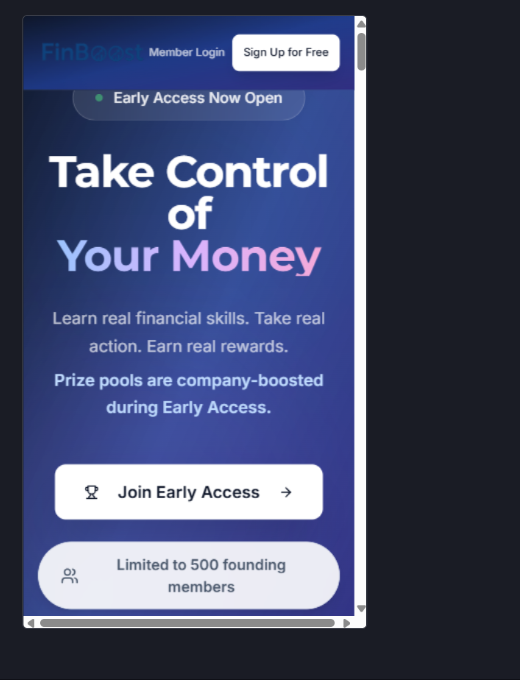 FinBoost
Member Login
Sign Up for Free
Early Access Now Open
Take Control
of
Your Money
Learn real financial skills. Take real
action. Earn real rewards.
Prize pools are company-boosted
during Early Access.
Join Early Access
Limited to 500 founding
members